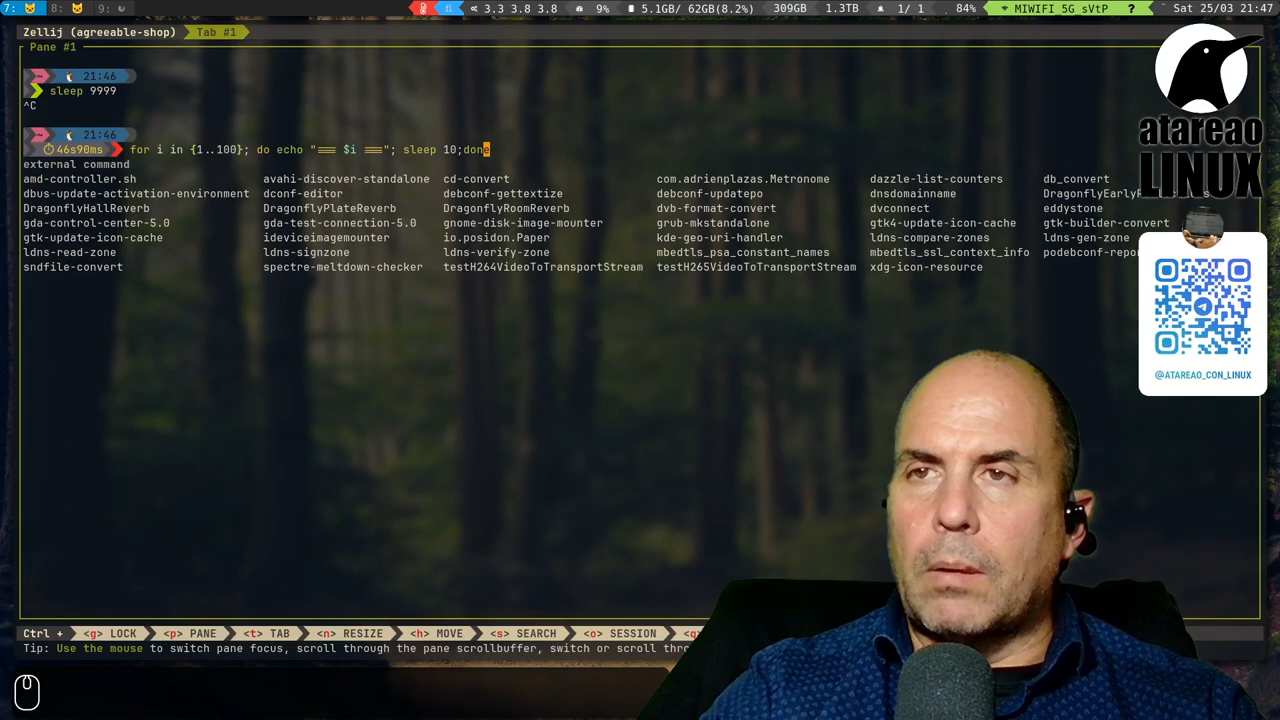 7: 8: 9: 3.3 3.8 3.8 9% 5.1GB/ 62GB(8.2%) 309GB 1.3TB 1/ 1 84% MIWIFI_5G_sVtP ? Sat 25/03 21:47
Zellij (agreeable-shop) Tab #1
Pane #1
~ 21:46
sleep 9999
^C
~ 21:46
46s90ms for i in {1..100}; do echo "=== $i ==="; sleep 10;done
external command
amd-controller.sh avahi-discover-standalone cd-convert com.adrienplazas.Metronome dazzle-list-counters db_convert
dbus-update-activation-environment dconf-editor debconf-gettextize debconf-updatepo dnsdomainname
DragonflyHallReverb DragonflyPlateReverb DragonflyRoomReverb dvb-format-convert dvconnect eddystone
gda-control-center-5.0 gda-test-connection-5.0 gnome-disk-image-mounter grub-mkstandalone gtk4-update-icon-cache gtk-builder-convert
gtk-update-icon-cache ideviceimagemounter io.posidon.Paper kde-geo-uri-handler ldns-compare-zones ldns-gen-zone
ldns-read-zone ldns-signzone ldns-verify-zone mbedtls_psa_constant_names mbedtls_ssl_context_info
sndfile-convert spectre-meltdown-checker testH264VideoToTransportStream testH265VideoToTransportStream xdg-icon-resource
atareao
LINUX
@ATAREAO_CON_LINUX
Ctrl + <g> LOCK <p> PANE <t> TAB <n> RESIZE <h> MOVE <s> SEARCH <o> SESSION
Tip: Use the mouse to switch pane focus, scroll through the pane scrollbuffer, switch or scroll